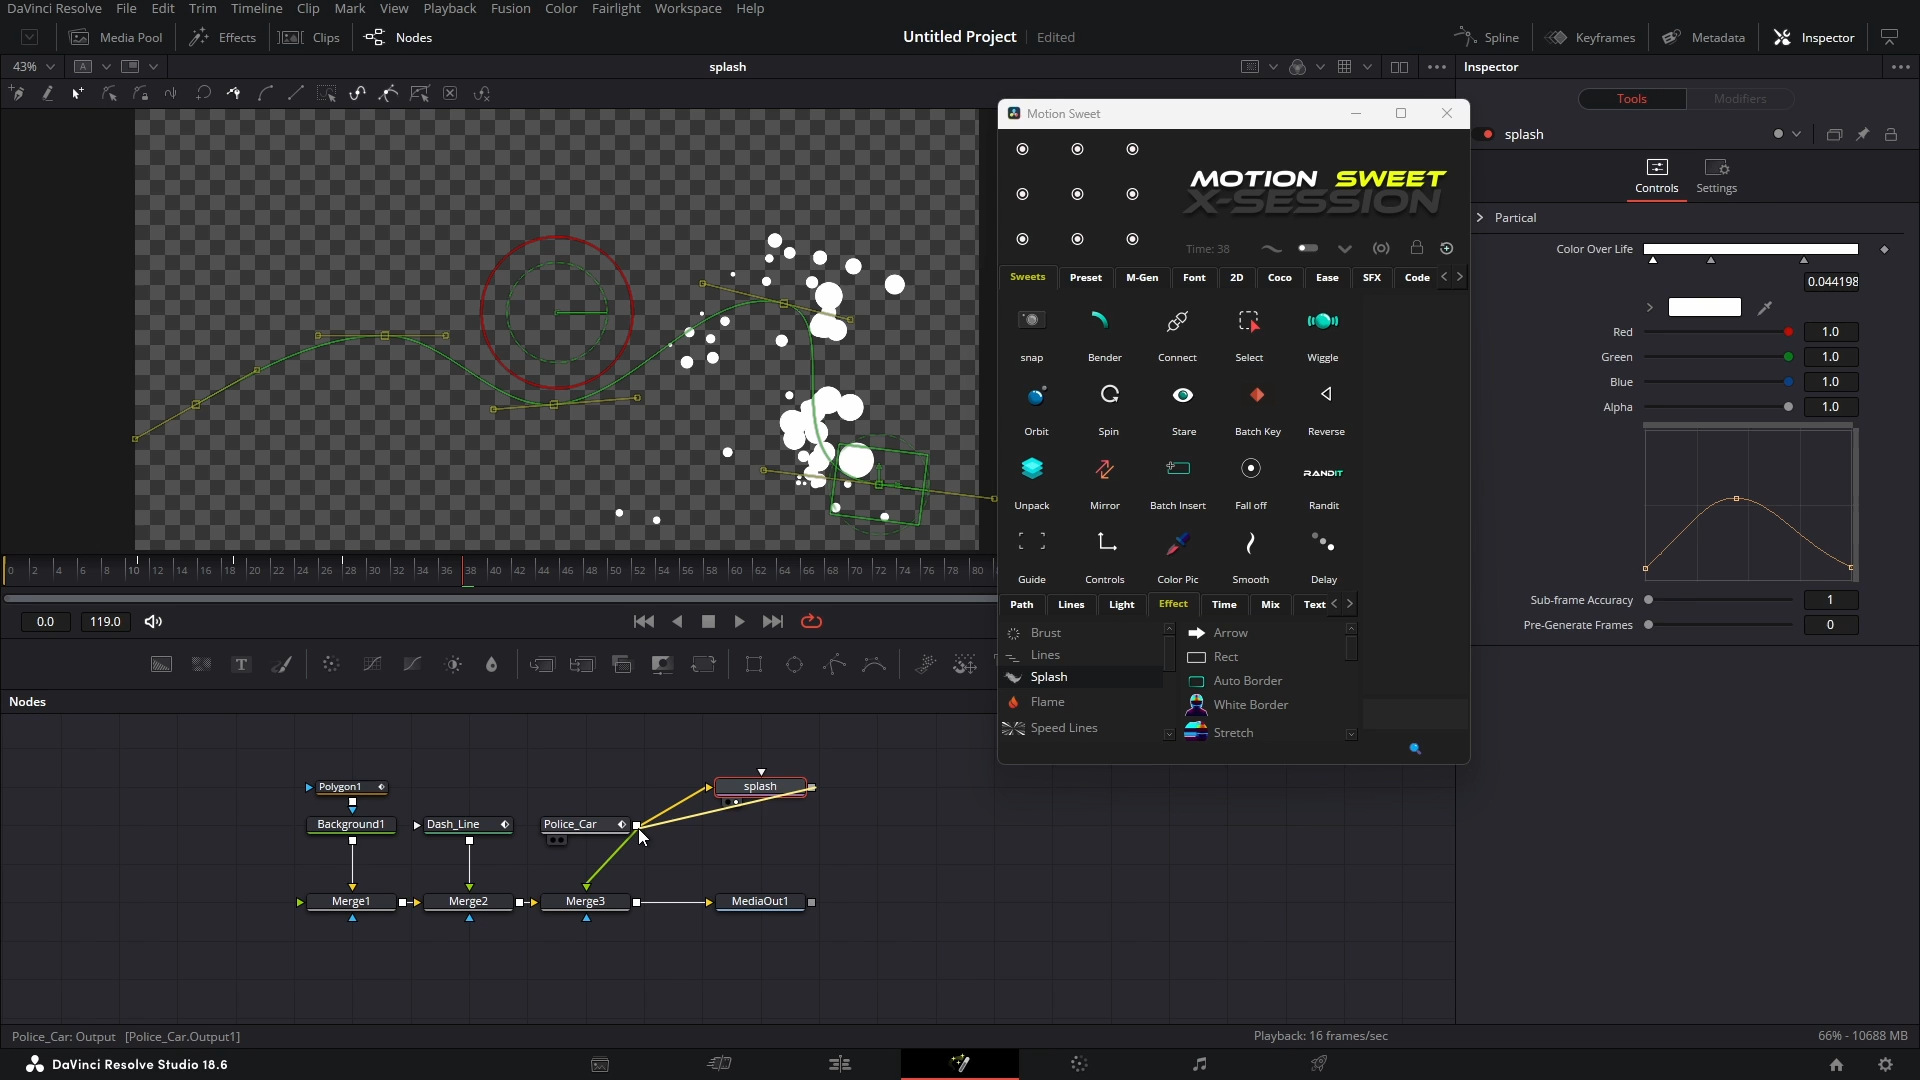 DaVinci Resolve File Edit Trim Timeline Clip Mark View Playback Fusion Color Fairlight Workspace Help
Media Pool Effects Clips Nodes Untitled Project Edited Spline Keyframes Metadata Inspector
43% A splash Inspector
Motion Sweet
Tools Modifiers
splash
MOTION SWEET
X-SESSION
Controls Settings
Partical
Time: 38
Color Over Life
0.044198
Sweets Preset M-Gen Font 2D Coco Ease SFX Code
Red 1.0
Green 1.0
Blue 1.0
Alpha 1.0
snap Bender Connect Select Wiggle
Orbit Spin Stare Batch Key Reverse
RANDIT
Unpack Mirror Batch Insert Fall off Randit
Guide Controls Color Pic Smooth Delay
0 2 4 6 8 10 12 14 16 18 20 22 24 26 28 30 32 34 36 38 40 42 44 46 48 50 52 54 56 58 60 62 64 66 68 70 72 74 76 78 80
Path Lines Light Effect Time Mix Text
Sub-frame Accuracy 1
Pre-Generate Frames 0
0.0 119.0
Brust Arrow
Lines Rect
Splash Auto Border
Flame White Border
Speed Lines Stretch
T
Nodes
Polygon1 splash
Background1 Dash_Line Police_Car
Merge1 Merge2 Merge3 MediaOut1
Police_Car: Output [Police_Car.Output1] Playback: 16 frames/sec 66% - 10688 MB
DaVinci Resolve Studio 18.6